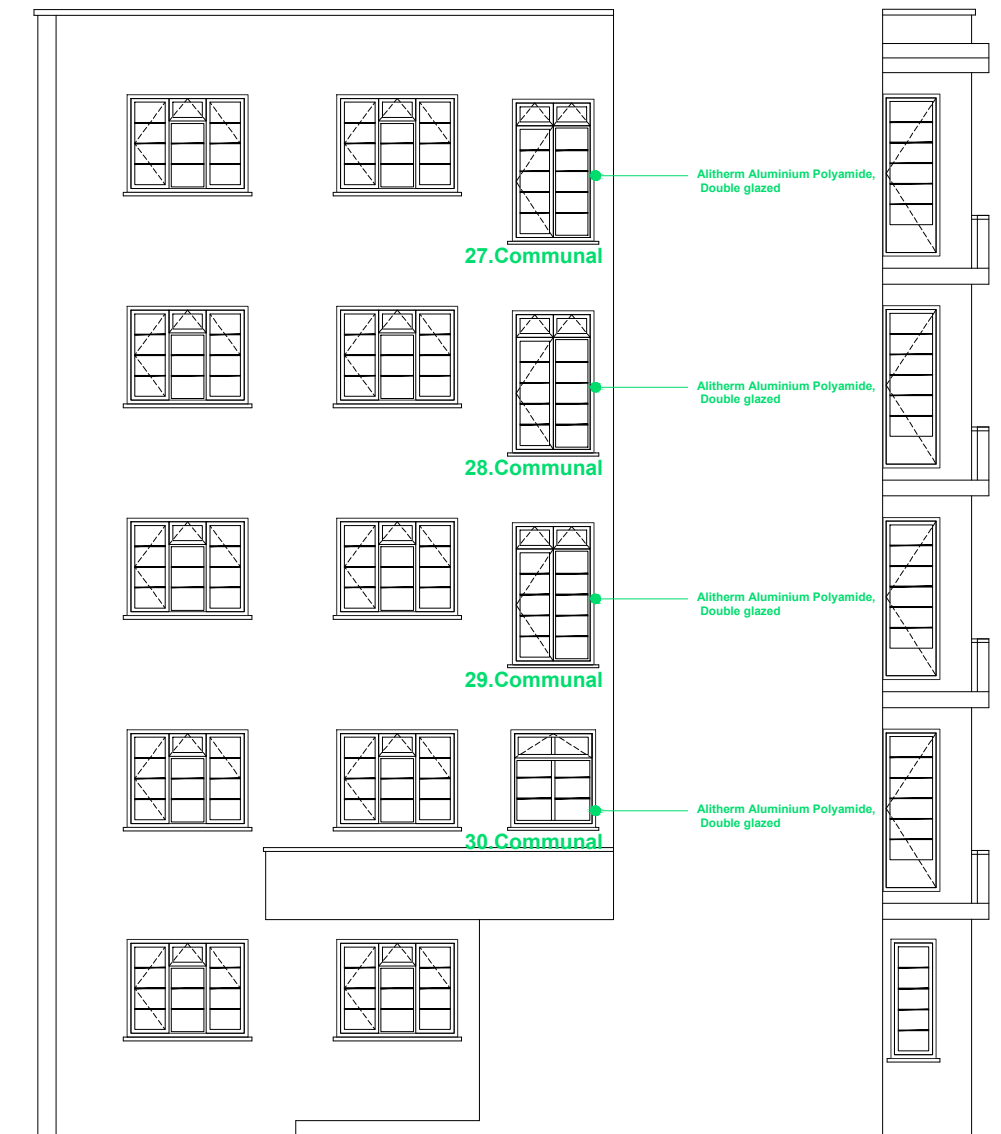 Alitherm Aluminium Polyamide,
Double glazed
27.Communal
Alitherm Aluminium Polyamide,
Double glazed
28.Communal
Alitherm Aluminium Polyamide,
Double glazed
29.Communal
Alitherm Aluminium Polyamide,
Double glazed
30.Communal